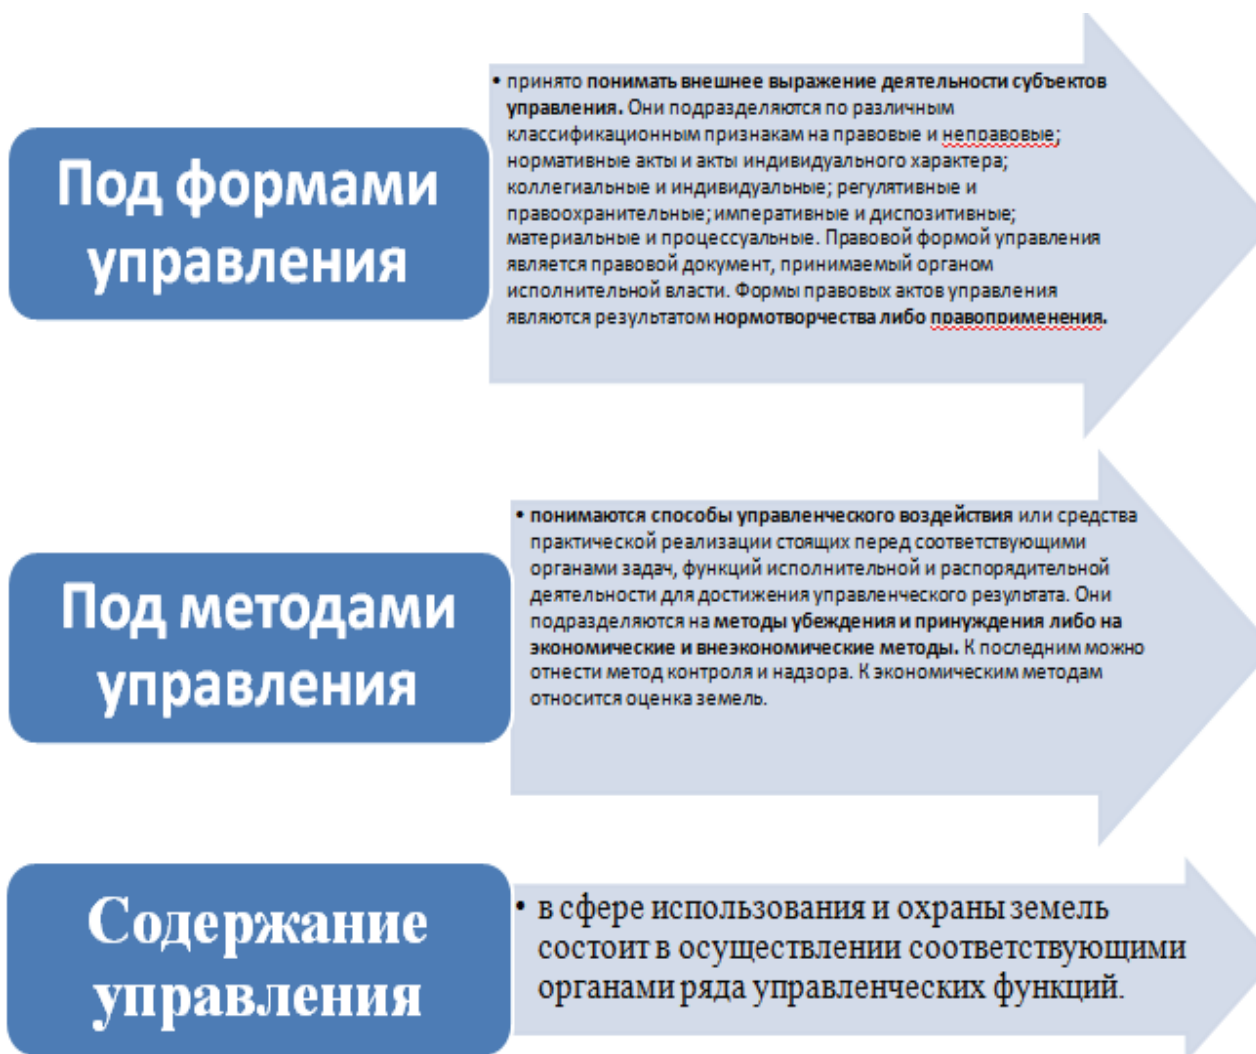 Под формами
управления
• принято понимать внешнее выражение деятельности субъектов
управления. Они подразделяются по различным
классификационным признакам на правовые и неправовые;
нормативные акты и акты индивидуального характера;
коллегиальные и индивидуальные; регулятивные и
правоохранительные; императивные и диспозитивные;
материальные и процессуальные. Правовой формой управления
является правовой документ, принимаемый органом
исполнительной власти. Формы правовых актов управления
являются результатом нормотворчества либо правоприменения.
Под методами
управления
• понимаются способы управленческого воздействия или средства
практической реализации стоящих перед соответствующими
органами задач, функций исполнительной и распорядительной
деятельности для достижения управленческого результата. Они
подразделяются на методы убеждения и принуждения либо на
экономические и внеэкономические методы. К последним можно
отнести метод контроля и надзора. К экономическим методам
относится оценка земель.
Содержание
управления
• в сфере использования и охраны земель
состоит в осуществлении соответствующими
органами ряда управленческих функций.